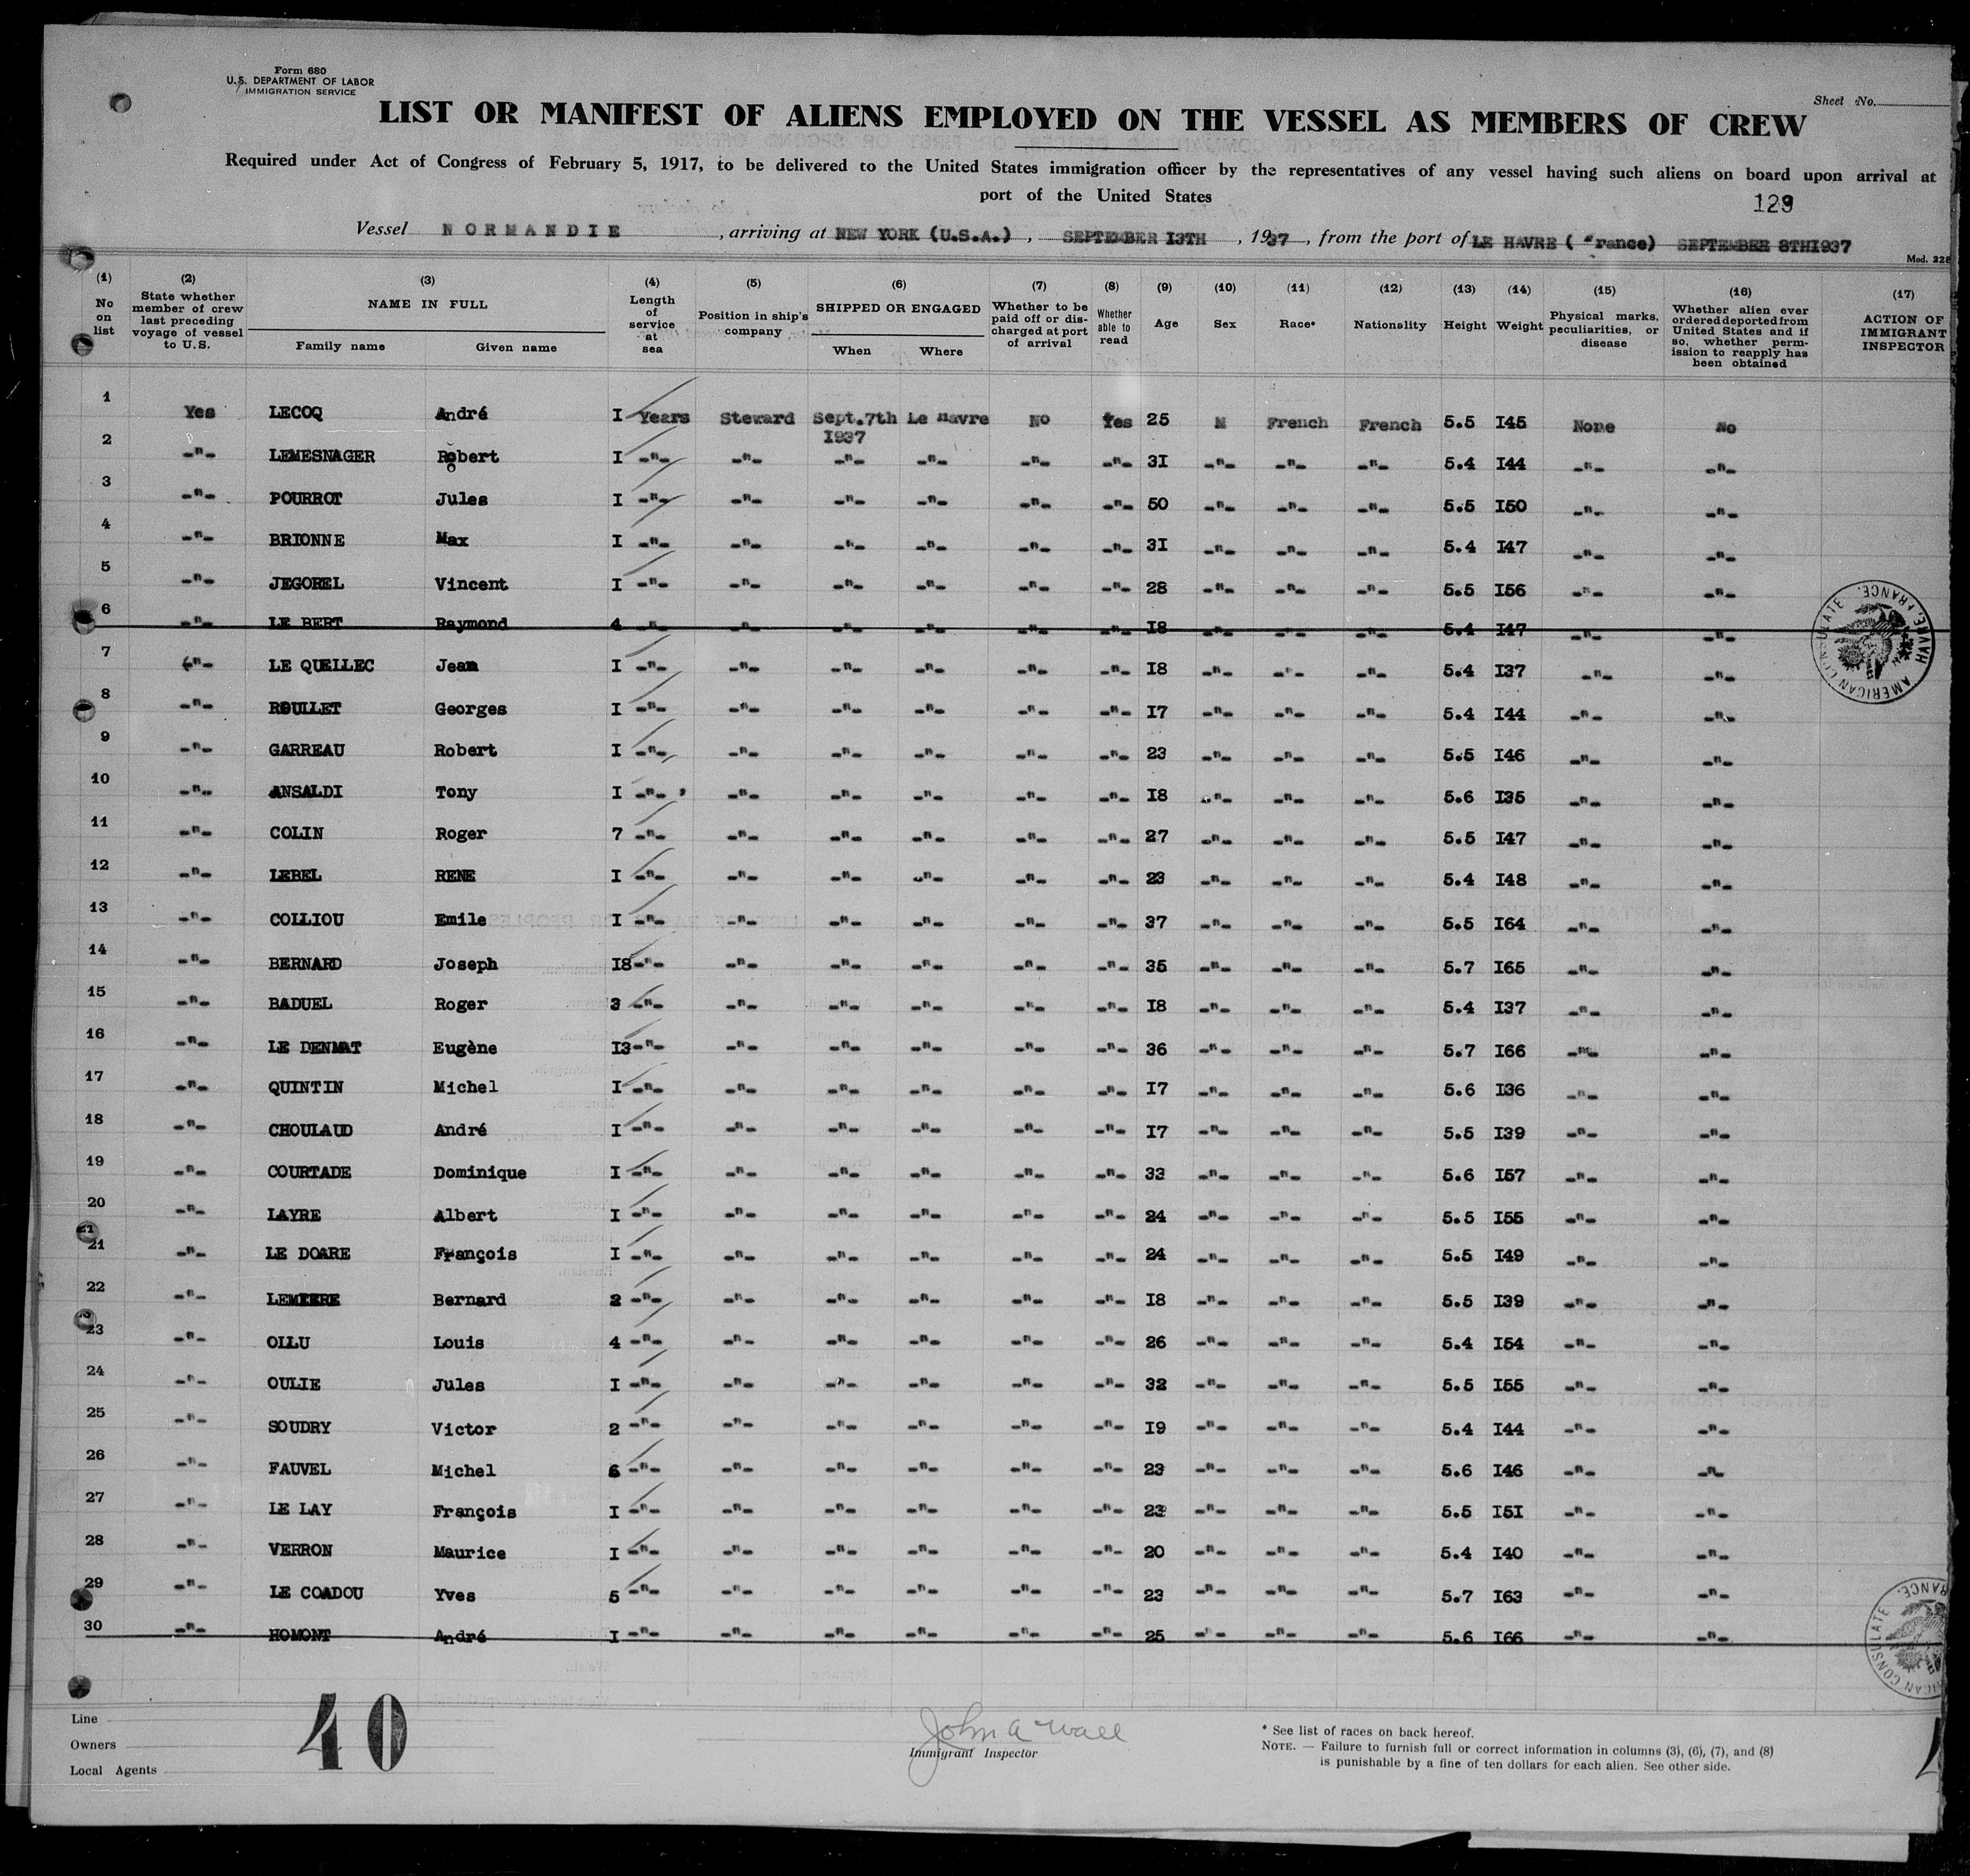 Form 680
U.S. DEPARTMENT OF LABOR
IMMIGRATION SERVICE
Sheet No.
LIST OR MANIFEST OF ALIENS EMPLOYED ON THE VESSEL AS MEMBERS OF CREW
Required under Act of Congress of February 5, 1917, to be delivered to the United States immigration officer by the representatives of any vessel having such aliens on board upon arrival at
port of the United States
129
Vessel NORMANDIE , arriving at NEW YORK (U.S.A.) , SEPTEMBER I3TH , 1937 , from the port of LE HAVRE ( rance) SEPTEMBER 8THI937
Mod. 228
(1) (2) (3) (4) (5) (6) (7) (8) (9) (10) (11) (12) (13) (14) (15) (16) (17)
No on list
State whether member of crew last preceding voyage of vessel to U.S.
NAME IN FULL
Family name Given name
Length of service at sea
Position in ship's company
SHIPPED OR ENGAGED
When Where
Whether to be paid off or discharged at port of arrival
Whether able to read
Age
Sex
Race*
Nationality
Height
Weight
Physical marks, peculiarities, or disease
Whether alien ever ordered deported from United States and if so, whether permission to reapply has been obtained
ACTION OF IMMIGRANT INSPECTOR
1 Yes LECOQ André I Years Steward Sept.7th I937 Le Havre No Yes 25 M French French 5.5 I45 None No
2 -"- LEMESNAGER Robert I -"- -"- -"- -"- -"- -"- 3I -"- -"- -"- 5.4 I44 -"- -"-
3 -"- POURROT Jules I -"- -"- -"- -"- -"- -"- 50 -"- -"- -"- 5.5 I50 -"- -"-
4 -"- BRIONNE Max I -"- -"- -"- -"- -"- -"- 3I -"- -"- -"- 5.4 I47 -"- -"-
5 -"- JEGOREL Vincent I -"- -"- -"- -"- -"- -"- 28 -"- -"- -"- 5.5 I56 -"- -"-
6 -"- LE BERT Raymond 4 -"- -"- -"- -"- -"- -"- I8 -"- -"- -"- 5.4 I47 -"- -"-
7 -"- LE QUELLEC Jean I -"- -"- -"- -"- -"- -"- I8 -"- -"- -"- 5.4 I37 -"- -"-
8 -"- ROULLET Georges I -"- -"- -"- -"- -"- -"- I7 -"- -"- -"- 5.4 I44 -"- -"-
9 -"- GARREAU Robert I -"- -"- -"- -"- -"- -"- 23 -"- -"- -"- 5.5 I46 -"- -"-
10 -"- ANSALDI Tony I -"- -"- -"- -"- -"- -"- I8 -"- -"- -"- 5.6 I35 -"- -"-
11 -"- COLIN Roger 7 -"- -"- -"- -"- -"- -"- 27 -"- -"- -"- 5.5 I47 -"- -"-
12 -"- LEBEL RENE I -"- -"- -"- -"- -"- -"- 23 -"- -"- -"- 5.4 I48 -"- -"-
13 -"- COLLIOU Emile I -"- -"- -"- -"- -"- -"- 37 -"- -"- -"- 5.5 I64 -"- -"-
14 -"- BERNARD Joseph I8 -"- -"- -"- -"- -"- -"- 35 -"- -"- -"- 5.7 I65 -"- -"-
15 -"- BADUEL Roger 3 -"- -"- -"- -"- -"- -"- I8 -"- -"- -"- 5.4 I37 -"- -"-
16 -"- LE DENMAT Eugène I3 -"- -"- -"- -"- -"- -"- 36 -"- -"- -"- 5.7 I66 -"- -"-
17 -"- QUINTIN Michel I -"- -"- -"- -"- -"- -"- I7 -"- -"- -"- 5.6 I36 -"- -"-
18 -"- CHOULAUD André I -"- -"- -"- -"- -"- -"- I7 -"- -"- -"- 5.5 I39 -"- -"-
19 -"- COURTADE Dominique I -"- -"- -"- -"- -"- -"- 33 -"- -"- -"- 5.6 I57 -"- -"-
20 -"- LAYRE Albert I -"- -"- -"- -"- -"- -"- 24 -"- -"- -"- 5.5 I55 -"- -"-
21 -"- LE DOARE François I -"- -"- -"- -"- -"- -"- 24 -"- -"- -"- 5.5 I49 -"- -"-
22 -"- Bernard 2 -"- -"- -"- -"- -"- -"- I8 -"- -"- -"- 5.5 I39 -"- -"-
23 -"- OLLU Louis 4 -"- -"- -"- -"- -"- -"- 26 -"- -"- -"- 5.4 I54 -"- -"-
24 -"- OULIE Jules I -"- -"- -"- -"- -"- -"- 32 -"- -"- -"- 5.5 I55 -"- -"-
25 -"- SOUDRY Victor 2 -"- -"- -"- -"- -"- -"- I9 -"- -"- -"- 5.4 I44 -"- -"-
26 -"- FAUVEL Michel 6 -"- -"- -"- -"- -"- -"- 23 -"- -"- -"- 5.6 I46 -"- -"-
27 -"- LE LAY François I -"- -"- -"- -"- -"- -"- 23 -"- -"- -"- 5.5 I5I -"- -"-
28 -"- VERRON Maurice I -"- -"- -"- -"- -"- -"- 20 -"- -"- -"- 5.4 I40 -"- -"-
29 -"- LE COADOU Yves 5 -"- -"- -"- -"- -"- -"- 23 -"- -"- -"- 5.7 I63 -"- -"-
30 -"- HOMONT André I -"- -"- -"- -"- -"- -"- 25 -"- -"- -"- 5.6 I66 -"- -"-
AMERICAN CONSULATE. HAVRE, FRANCE.
Line
Owners
Local Agents
40
John A Wall
Immigrant Inspector
* See list of races on back hereof.
NOTE. — Failure to furnish full or correct information in columns (3), (6), (7), and (8)
is punishable by a fine of ten dollars for each alien. See other side.